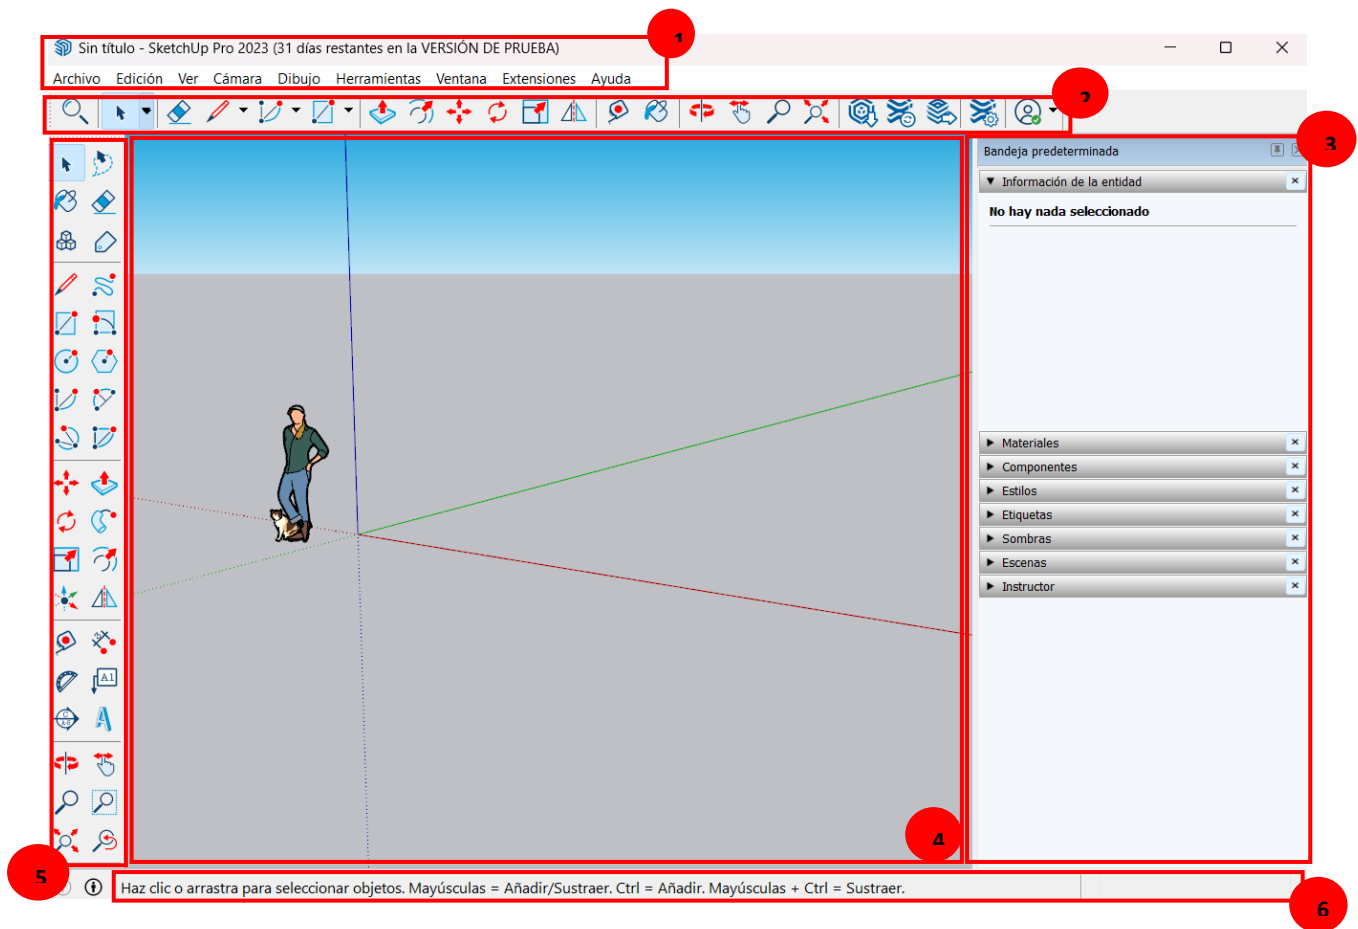 1
Sin título - SketchUp Pro 2023 (31 días restantes en la VERSIÓN DE PRUEBA)
Archivo Edición Ver Cámara Dibujo Herramientas Ventana Extensiones Ayuda
2
3
Bandeja predeterminada
Información de la entidad
No hay nada seleccionado
Materiales
Componentes
Estilos
Etiquetas
Sombras
Escenas
Instructor
A1
4
5
Haz clic o arrastra para seleccionar objetos. Mayúsculas = Añadir/Sustraer. Ctrl = Añadir. Mayúsculas + Ctrl = Sustraer.
6